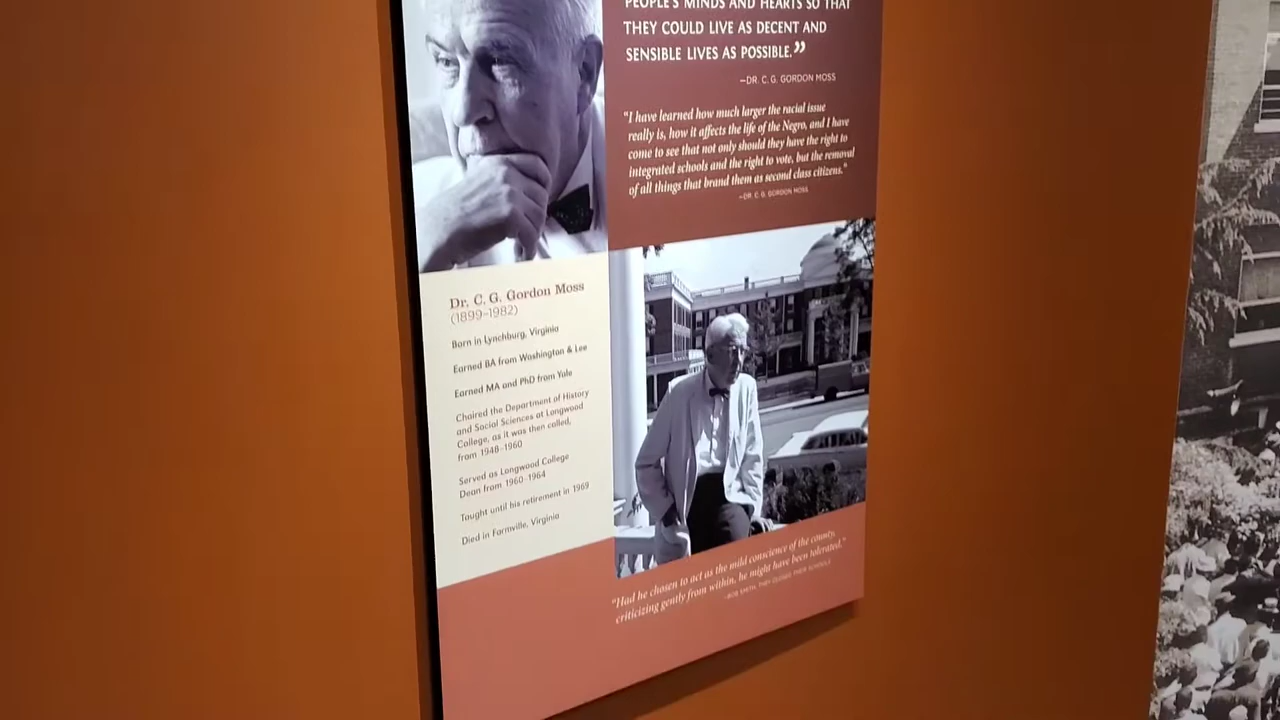 PEOPLE'S MINDS AND HEARTS SO THAT
THEY COULD LIVE AS DECENT AND
SENSIBLE LIVES AS POSSIBLE.”
—DR. C. G. GORDON MOSS
“I have learned how much larger the racial issue
really is, how it affects the life of the Negro, and I have
come to see that not only should they have the right to
integrated schools and the right to vote, but the removal
of all things that brand them as second class citizens.”
—DR. C. G. GORDON MOSS
Dr. C. G. Gordon Moss
(1899–1982)
Born in Lynchburg, Virginia
Earned BA from Washington & Lee
Earned MA and PhD from Yale
Chaired the Department of History
and Social Sciences at Longwood
College, as it was then called,
from 1948–1960
Served as Longwood College
Dean from 1960–1964
Taught until his retirement in 1969
Died in Farmville, Virginia
“Had he chosen to act as the mild conscience of the county,
criticizing gently from within, he might have been tolerated.”
—BOB SMITH, THEY CLOSED THEIR SCHOOLS